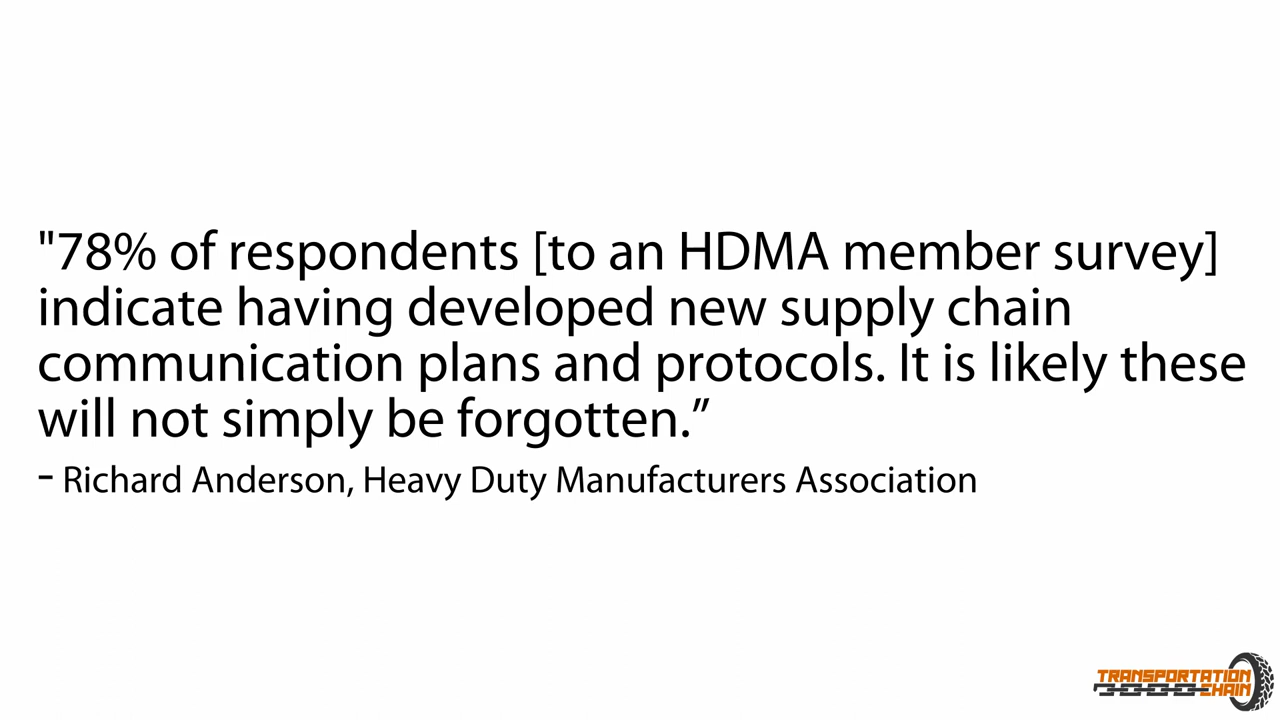 "78% of respondents [to an HDMA member survey]
indicate having developed new supply chain
communication plans and protocols. It is likely these
will not simply be forgotten.”
– Richard Anderson, Heavy Duty Manufacturers Association
TRANSPORTATION
CHAIN